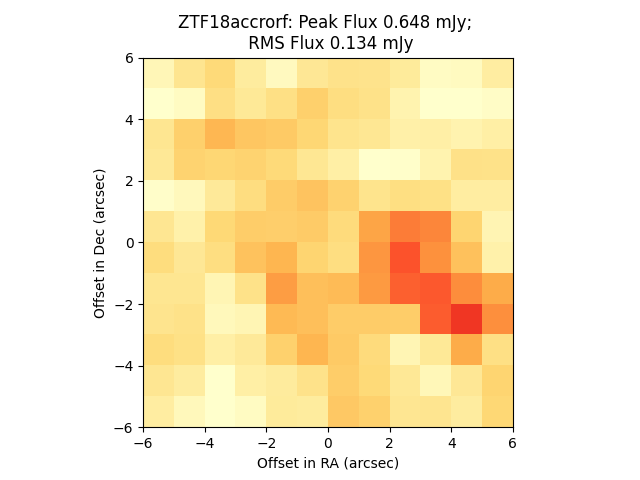 ZTF18accrorf: Peak Flux 0.648 mJy;
RMS Flux 0.134 mJy
6
4
2
0
−2
−4
−6
Offset in Dec (arcsec)
−6 −4 −2 0 2 4 6
Offset in RA (arcsec)